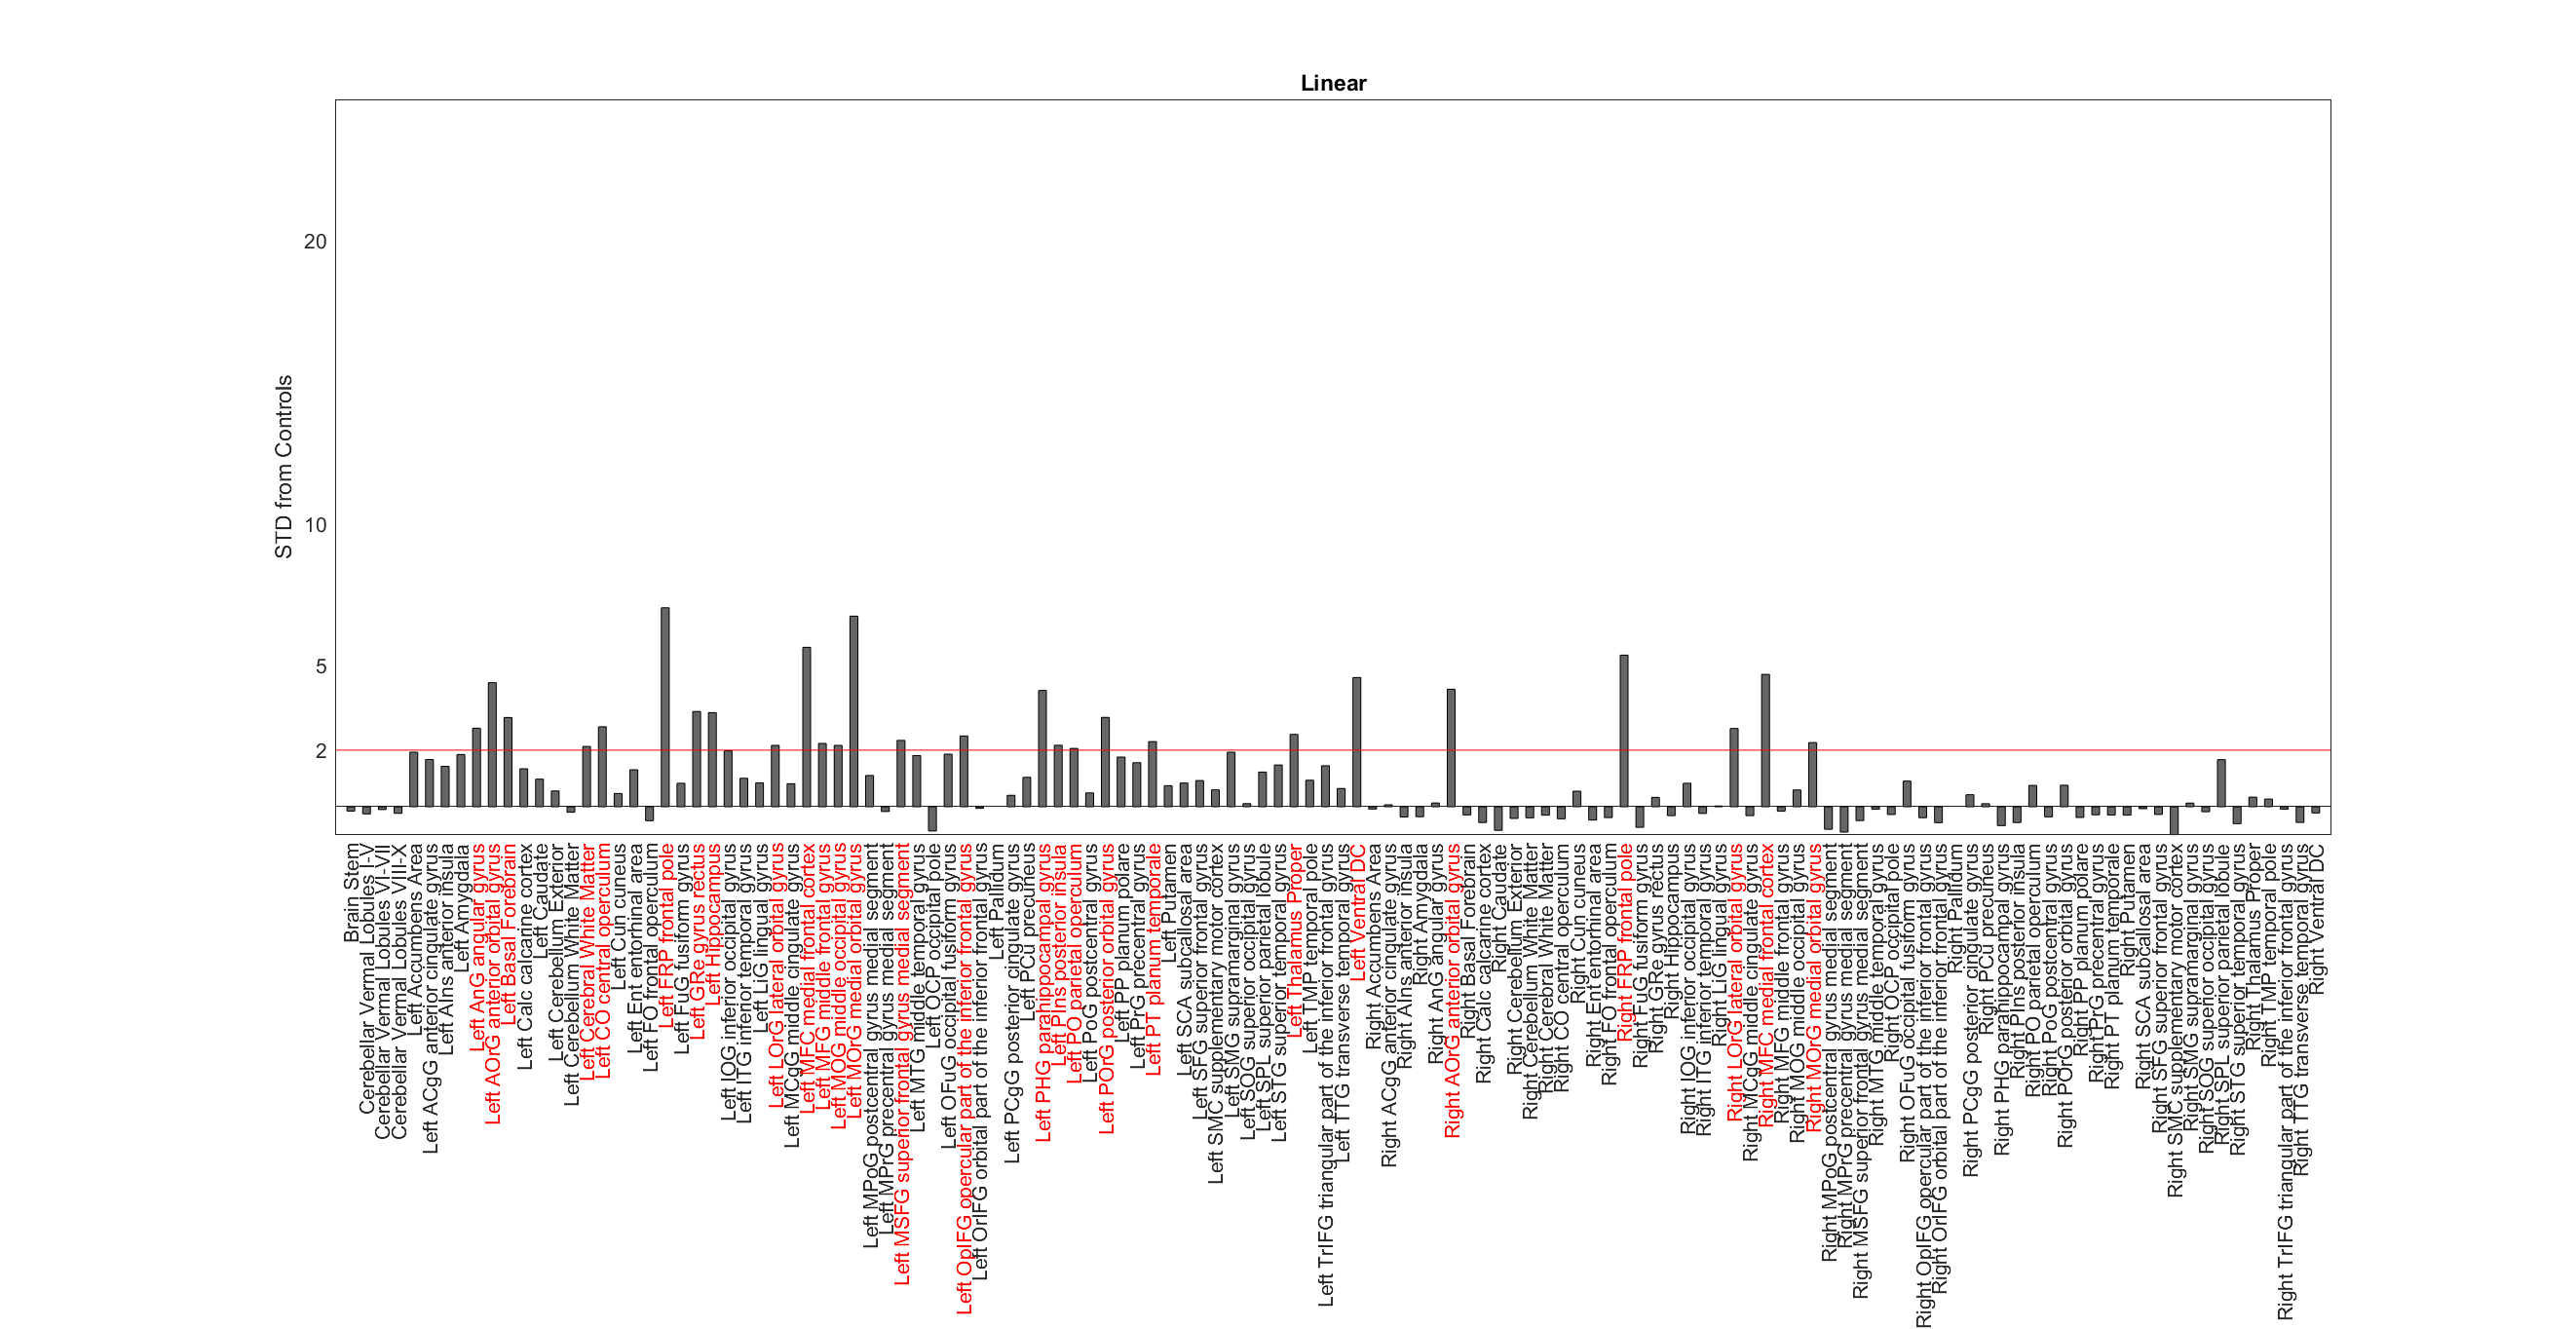 Linear
STD from Controls
20
10
5
2
Brain Stem
Cerebellar Vermal Lobules I-V
Cerebellar Vermal Lobules VI-VII
Cerebellar Vermal Lobules VIII-X
Left Accumbens Area
Left ACgG anterior cingulate gyrus
Left AIns anterior insula
Left Amygdala
Left AnG angular gyrus
Left AOrG anterior orbital gyrus
Left Basal Forebrain
Left Calc calcarine cortex
Left Caudate
Left Cerebellum Exterior
Left Cerebellum White Matter
Left Cerebral White Matter
Left CO central operculum
Left Cun cuneus
Left Ent entorhinal area
Left FO frontal operculum
Left FRP frontal pole
Left FuG fusiform gyrus
Left GRe gyrus rectus
Left Hippocampus
Left IOG inferior occipital gyrus
Left ITG inferior temporal gyrus
Left LiG lingual gyrus
Left LOrG lateral orbital gyrus
Left MCgG middle cingulate gyrus
Left MFC medial frontal cortex
Left MFG middle frontal gyrus
Left MOG middle occipital gyrus
Left MOrG medial orbital gyrus
Left MPoG postcentral gyrus medial segment
Left MPrG precentral gyrus medial segment
Left MSFG superior frontal gyrus medial segment
Left MTG middle temporal gyrus
Left OCP occipital pole
Left OFuG occipital fusiform gyrus
Left OpIFG opercular part of the inferior frontal gyrus
Left OrIFG orbital part of the inferior frontal gyrus
Left Pallidum
Left PCgG posterior cingulate gyrus
Left PCu precuneus
Left PHG parahippocampal gyrus
Left PIns posterior insula
Left PO parietal operculum
Left PoG postcentral gyrus
Left POrG posterior orbital gyrus
Left PP planum polare
Left PrG precentral gyrus
Left PT planum temporale
Left Putamen
Left SCA subcallosal area
Left SFG superior frontal gyrus
Left SMC supplementary motor cortex
Left SMG supramarginal gyrus
Left SOG superior occipital gyrus
Left SPL superior parietal lobule
Left STG superior temporal gyrus
Left Thalamus Proper
Left TMP temporal pole
Left TrIFG triangular part of the inferior frontal gyrus
Left TTG transverse temporal gyrus
Left Ventral DC
Right Accumbens Area
Right ACgG anterior cingulate gyrus
Right AIns anterior insula
Right Amygdala
Right AnG angular gyrus
Right AOrG anterior orbital gyrus
Right Basal Forebrain
Right Calc calcarine cortex
Right Caudate
Right Cerebellum Exterior
Right Cerebellum White Matter
Right Cerebral White Matter
Right CO central operculum
Right Cun cuneus
Right Ent entorhinal area
Right FO frontal operculum
Right FRP frontal pole
Right FuG fusiform gyrus
Right GRe gyrus rectus
Right Hippocampus
Right IOG inferior occipital gyrus
Right ITG inferior temporal gyrus
Right LiG lingual gyrus
Right LOrG lateral orbital gyrus
Right MCgG middle cingulate gyrus
Right MFC medial frontal cortex
Right MFG middle frontal gyrus
Right MOG middle occipital gyrus
Right MOrG medial orbital gyrus
Right MPoG postcentral gyrus medial segment
Right MPrG precentral gyrus medial segment
Right MSFG superior frontal gyrus medial segment
Right MTG middle temporal gyrus
Right OCP occipital pole
Right OFuG occipital fusiform gyrus
Right OpIFG opercular part of the inferior frontal gyrus
Right OrIFG orbital part of the inferior frontal gyrus
Right Pallidum
Right PCgG posterior cingulate gyrus
Right PCu precuneus
Right PHG parahippocampal gyrus
Right PIns posterior insula
Right PO parietal operculum
Right PoG postcentral gyrus
Right POrG posterior orbital gyrus
Right PP planum polare
Right PrG precentral gyrus
Right PT planum temporale
Right Putamen
Right SCA subcallosal area
Right SFG superior frontal gyrus
Right SMC supplementary motor cortex
Right SMG supramarginal gyrus
Right SOG superior occipital gyrus
Right SPL superior parietal lobule
Right STG superior temporal gyrus
Right Thalamus Proper
Right TMP temporal pole
Right TrIFG triangular part of the inferior frontal gyrus
Right TTG transverse temporal gyrus
Right Ventral DC